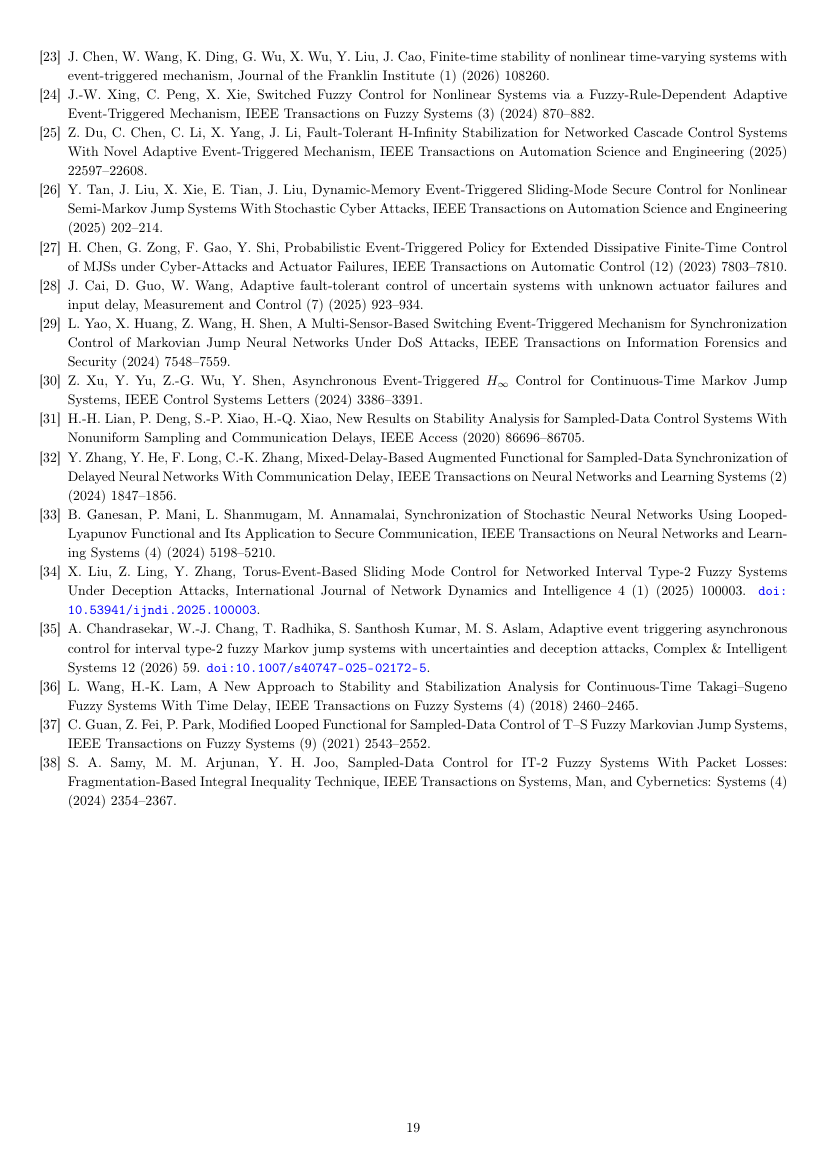 [23] J. Chen, W. Wang, K. Ding, G. Wu, X. Wu, Y. Liu, J. Cao, Finite-time stability of nonlinear time-varying systems with
event-triggered mechanism, Journal of the Franklin Institute (1) (2026) 108260.
[24] J.-W. Xing, C. Peng, X. Xie, Switched Fuzzy Control for Nonlinear Systems via a Fuzzy-Rule-Dependent Adaptive
Event-Triggered Mechanism, IEEE Transactions on Fuzzy Systems (3) (2024) 870–882.
[25] Z. Du, C. Chen, C. Li, X. Yang, J. Li, Fault-Tolerant H-Infinity Stabilization for Networked Cascade Control Systems
With Novel Adaptive Event-Triggered Mechanism, IEEE Transactions on Automation Science and Engineering (2025)
22597–22608.
[26] Y. Tan, J. Liu, X. Xie, E. Tian, J. Liu, Dynamic-Memory Event-Triggered Sliding-Mode Secure Control for Nonlinear
Semi-Markov Jump Systems With Stochastic Cyber Attacks, IEEE Transactions on Automation Science and Engineering
(2025) 202–214.
[27] H. Chen, G. Zong, F. Gao, Y. Shi, Probabilistic Event-Triggered Policy for Extended Dissipative Finite-Time Control
of MJSs under Cyber-Attacks and Actuator Failures, IEEE Transactions on Automatic Control (12) (2023) 7803–7810.
[28] J. Cai, D. Guo, W. Wang, Adaptive fault-tolerant control of uncertain systems with unknown actuator failures and
input delay, Measurement and Control (7) (2025) 923–934.
[29] L. Yao, X. Huang, Z. Wang, H. Shen, A Multi-Sensor-Based Switching Event-Triggered Mechanism for Synchronization
Control of Markovian Jump Neural Networks Under DoS Attacks, IEEE Transactions on Information Forensics and
Security (2024) 7548–7559.
[30] Z. Xu, Y. Yu, Z.-G. Wu, Y. Shen, Asynchronous Event-Triggered H∞ Control for Continuous-Time Markov Jump
Systems, IEEE Control Systems Letters (2024) 3386–3391.
[31] H.-H. Lian, P. Deng, S.-P. Xiao, H.-Q. Xiao, New Results on Stability Analysis for Sampled-Data Control Systems With
Nonuniform Sampling and Communication Delays, IEEE Access (2020) 86696–86705.
[32] Y. Zhang, Y. He, F. Long, C.-K. Zhang, Mixed-Delay-Based Augmented Functional for Sampled-Data Synchronization of
Delayed Neural Networks With Communication Delay, IEEE Transactions on Neural Networks and Learning Systems (2)
(2024) 1847–1856.
[33] B. Ganesan, P. Mani, L. Shanmugam, M. Annamalai, Synchronization of Stochastic Neural Networks Using Looped-
Lyapunov Functional and Its Application to Secure Communication, IEEE Transactions on Neural Networks and Learn-
ing Systems (4) (2024) 5198–5210.
[34] X. Liu, Z. Ling, Y. Zhang, Torus-Event-Based Sliding Mode Control for Networked Interval Type-2 Fuzzy Systems
Under Deception Attacks, International Journal of Network Dynamics and Intelligence 4 (1) (2025) 100003. doi:
10.53941/ijndi.2025.100003.
[35] A. Chandrasekar, W.-J. Chang, T. Radhika, S. Santhosh Kumar, M. S. Aslam, Adaptive event triggering asynchronous
control for interval type-2 fuzzy Markov jump systems with uncertainties and deception attacks, Complex & Intelligent
Systems 12 (2026) 59. doi:10.1007/s40747-025-02172-5.
[36] L. Wang, H.-K. Lam, A New Approach to Stability and Stabilization Analysis for Continuous-Time Takagi–Sugeno
Fuzzy Systems With Time Delay, IEEE Transactions on Fuzzy Systems (4) (2018) 2460–2465.
[37] C. Guan, Z. Fei, P. Park, Modified Looped Functional for Sampled-Data Control of T–S Fuzzy Markovian Jump Systems,
IEEE Transactions on Fuzzy Systems (9) (2021) 2543–2552.
[38] S. A. Samy, M. M. Arjunan, Y. H. Joo, Sampled-Data Control for IT-2 Fuzzy Systems With Packet Losses:
Fragmentation-Based Integral Inequality Technique, IEEE Transactions on Systems, Man, and Cybernetics: Systems (4)
(2024) 2354–2367.
19